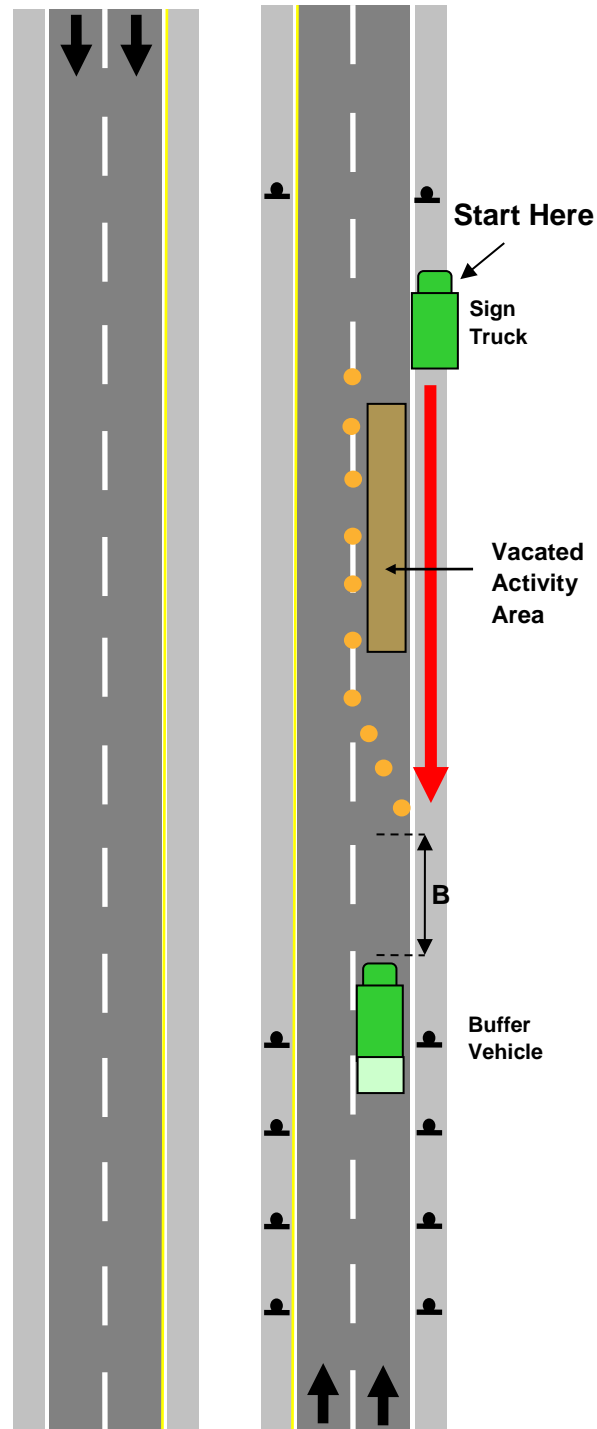 Start Here
Sign
Truck
Vacated
Activity
Area
B
Buffer
Vehicle